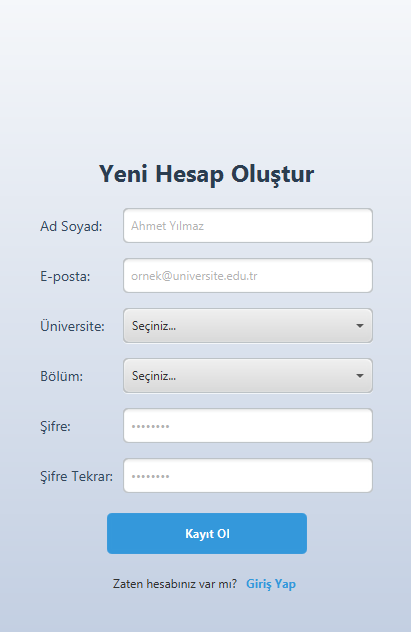 Yeni Hesap Oluştur
Ad Soyad: Ahmet Yılmaz
E-posta: ornek@universite.edu.tr
Üniversite: Seçiniz...
Bölüm: Seçiniz...
Şifre: ••••••••
Şifre Tekrar: ••••••••
Kayıt Ol
Zaten hesabınız var mı? Giriş Yap